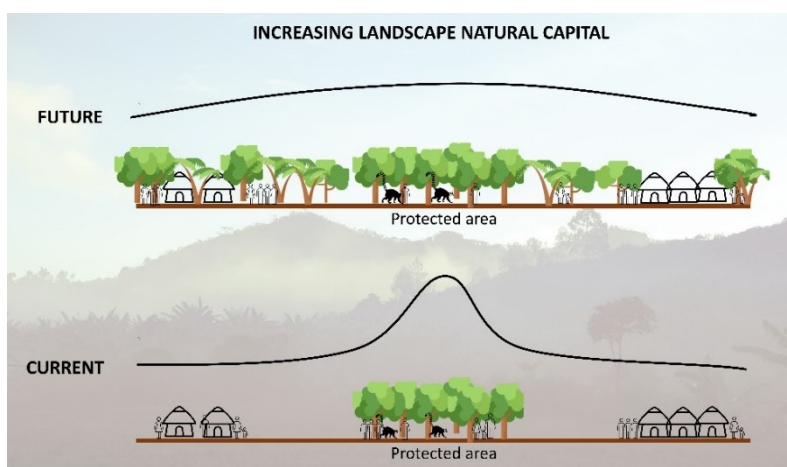 INCREASING LANDSCAPE NATURAL CAPITAL
FUTURE
Protected area
CURRENT
Protected area